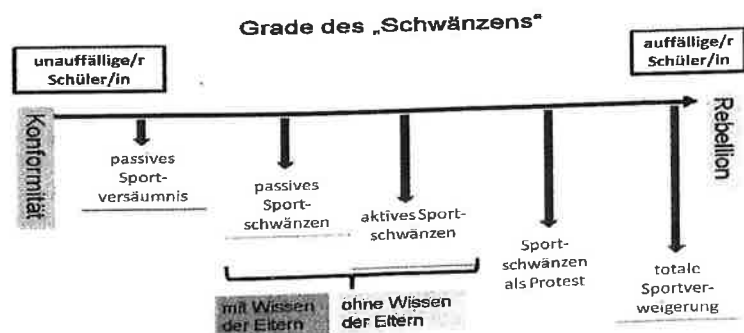 Grade des „Schwänzens“
unauffällige/r
Schüler/in
auffällige/r
Schüler/in
Konformität
Rebellion
passives
Sport-
versäumnis
passives
Sport-
schwänzen
aktives Sport-
schwänzen
Sport-
schwänzen
als Protest
totale
Sportver-
weigerung
mit Wissen
der Eltern
ohne Wissen
der Eltern